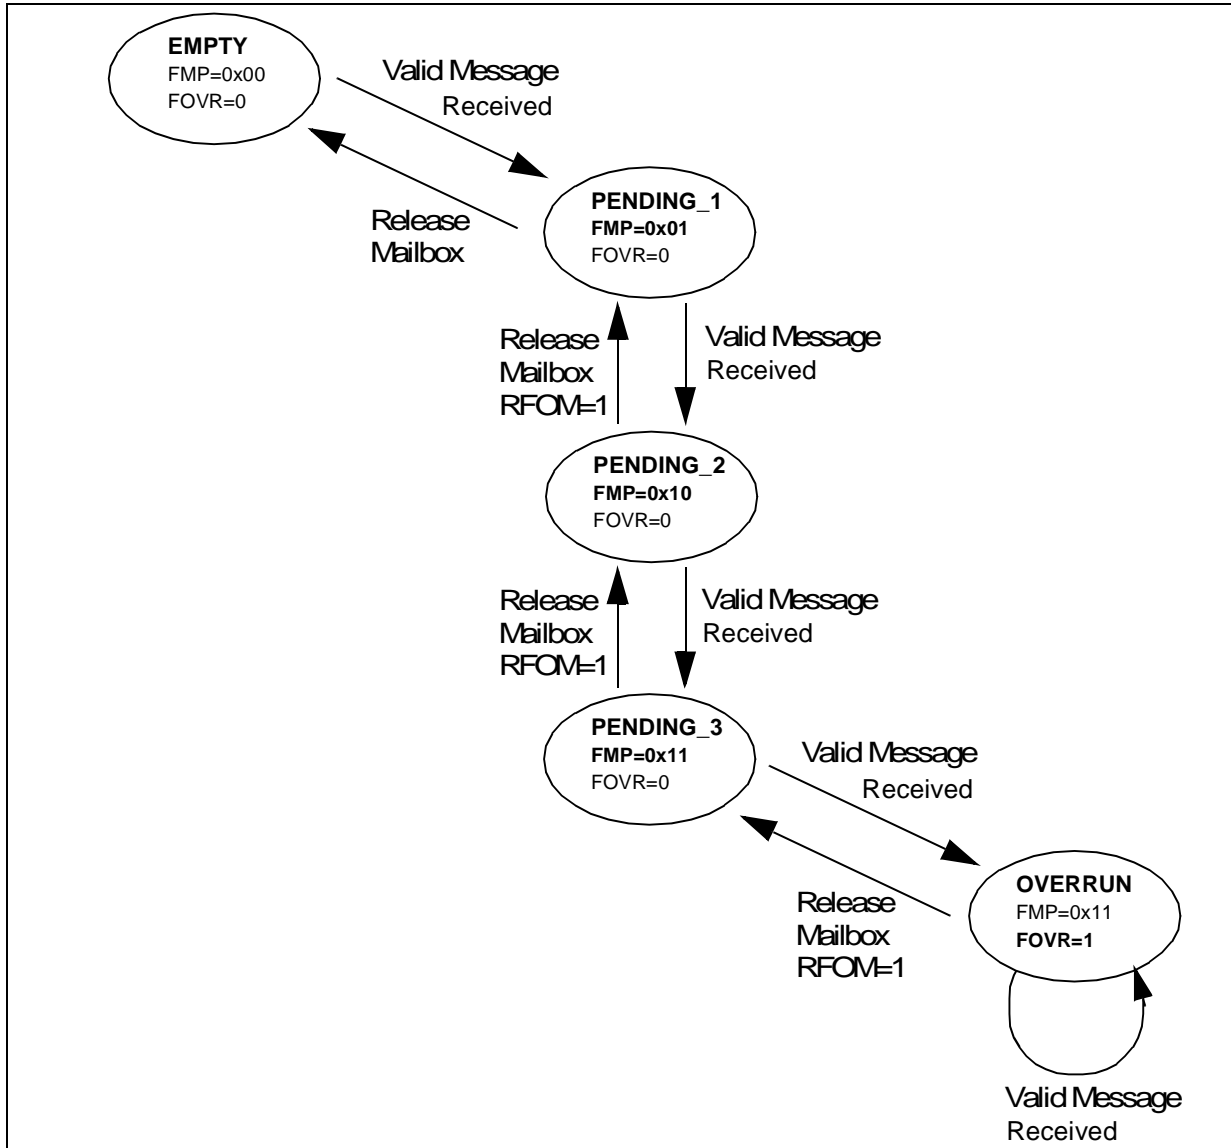 EMPTY
FMP=0x00
FOVR=0
Valid Message
Received
Release
Mailbox
PENDING_1
FMP=0x01
FOVR=0
Release
Mailbox
RFOM=1
Valid Message
Received
PENDING_2
FMP=0x10
FOVR=0
Release
Mailbox
RFOM=1
Valid Message
Received
PENDING_3
FMP=0x11
FOVR=0
Valid Message
Received
Release
Mailbox
RFOM=1
OVERRUN
FMP=0x11
FOVR=1
Valid Message
Received